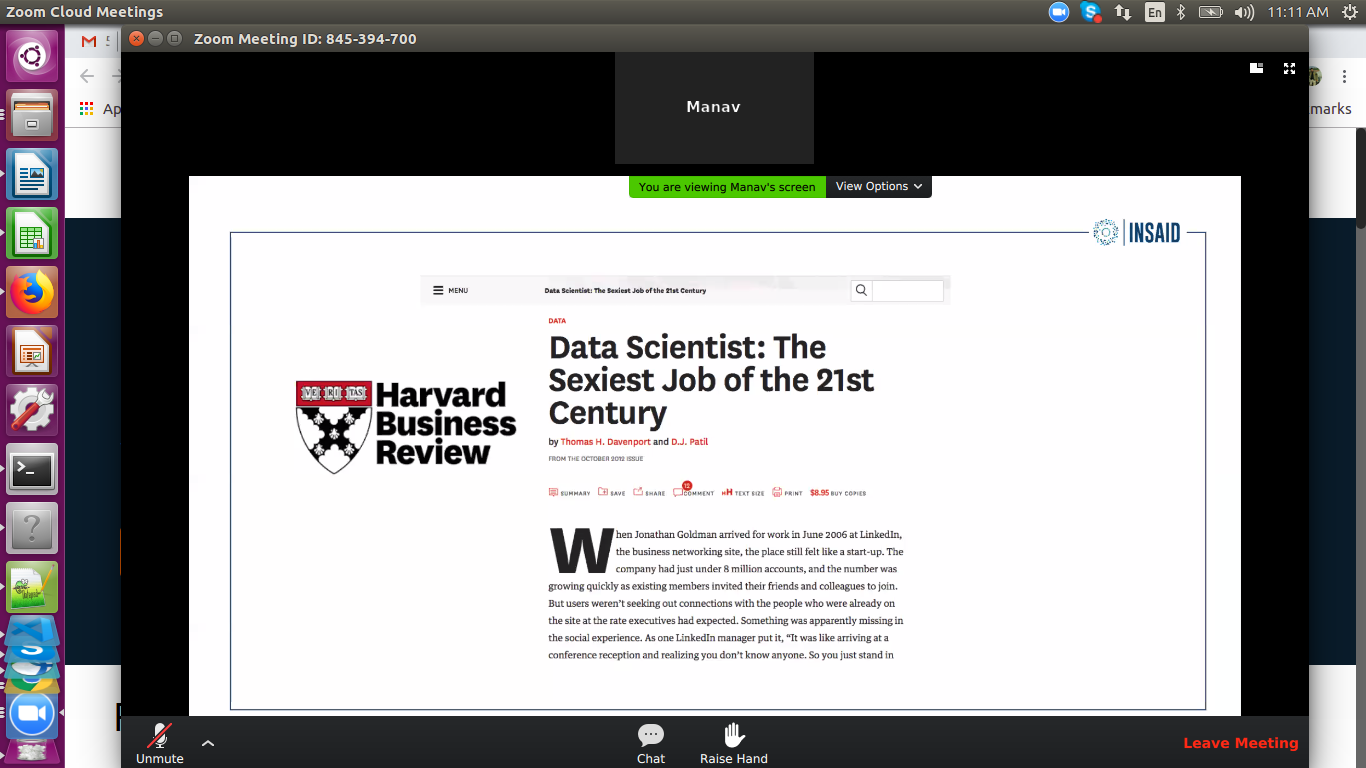 Zoom Cloud Meetings
En
11:11 AM
Zoom Meeting ID: 845-394-700
Ap
marks
Manav
You are viewing Manav's screen
View Options
INSAID
MENU
Data Scientist: The Sexiest Job of the 21st Century
DATA
Data Scientist: The
Sexiest Job of the 21st
Century
VE RI TAS
Harvard
Business
Review
by Thomas H. Davenport and D.J. Patil
FROM THE OCTOBER 2012 ISSUE
SUMMARY SAVE SHARE COMMENT HH TEXT SIZE PRINT $8.95 BUY COPIES
When Jonathan Goldman arrived for work in June 2006 at LinkedIn,
the business networking site, the place still felt like a start-up. The
company had just under 8 million accounts, and the number was
growing quickly as existing members invited their friends and colleagues to join.
But users weren't seeking out connections with the people who were already on
the site at the rate executives had expected. Something was apparently missing in
the social experience. As one LinkedIn manager put it, “It was like arriving at a
conference reception and realizing you don't know anyone. So you just stand in
Unmute
Chat
Raise Hand
Leave Meeting